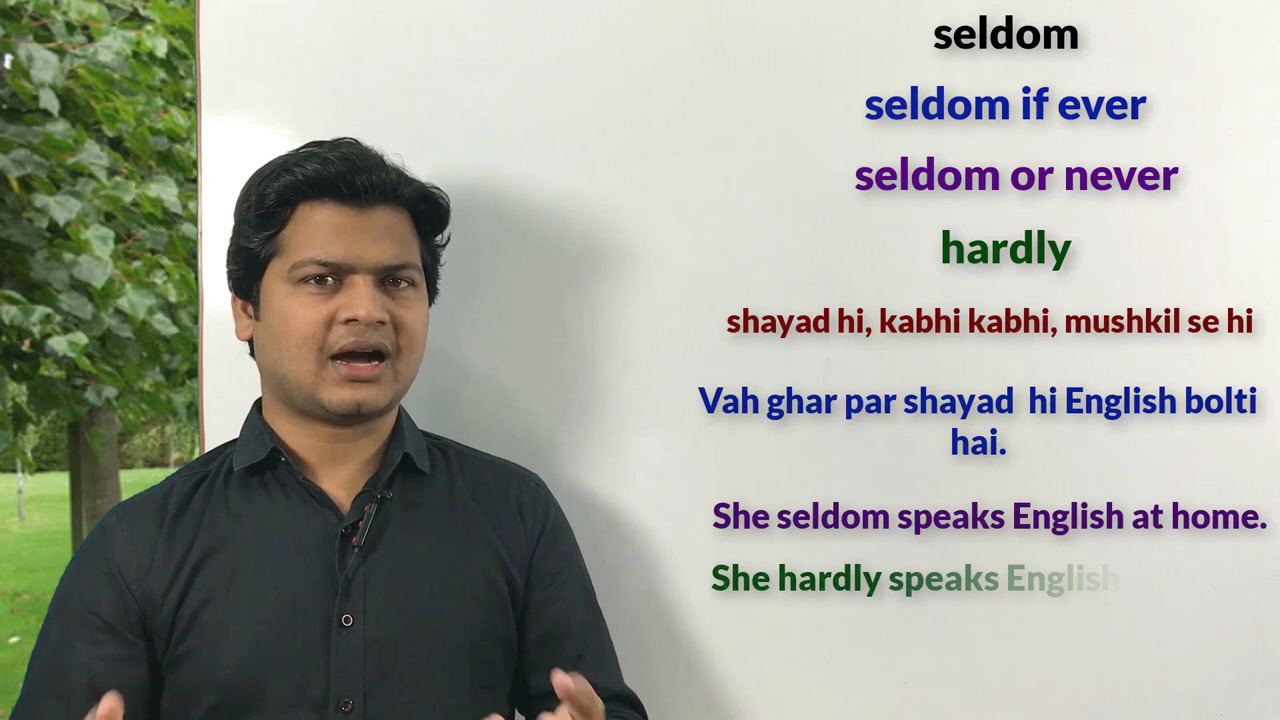 seldom
seldom if ever
seldom or never
hardly
shayad hi, kabhi kabhi, mushkil se hi
Vah ghar par shayad hi English bolti
hai.
She seldom speaks English at home.
She hardly speaks English